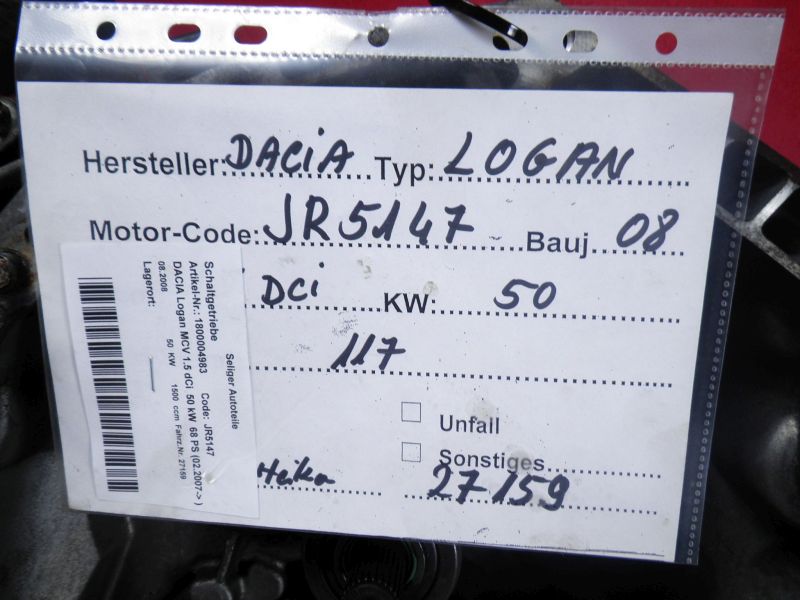 Hersteller: DACIA Typ: LOGAN
Motor-Code: JR5147 Bauj 08
DCi KW: 50
117
Unfall
Sonstiges
Heika 27159
Seliger Autoteile
Schaltgetriebe
Artikel-Nr.: 1800004983 Code: JR5147
DACIA Logan MCV 1,5 dCi 50 kW 68 PS (02.2007-> )
08.2008 50 KW 1500 ccm Fahrz.Nr: 27159
Lagerort: